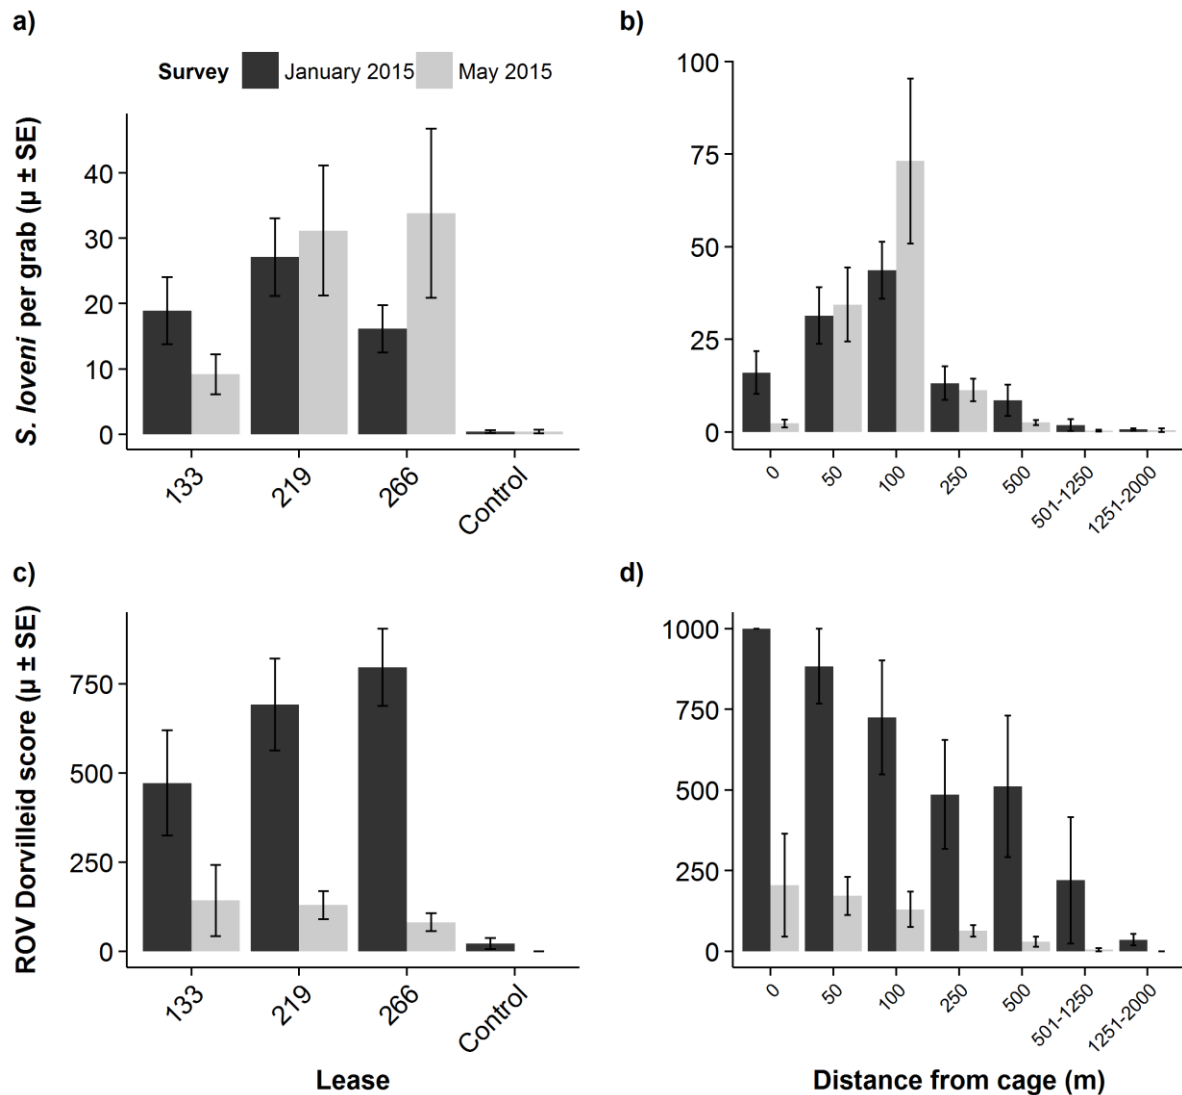 a)
Survey January 2015 May 2015
S. loveni per grab (µ ± SE)
40
30
20
10
0
133 219 266 Control
b)
100
75
50
25
0
0 50 100 250 500 501-1250 1251-2000
c)
ROV Dorvilleid score (µ ± SE)
750
500
250
0
133 219 266 Control
Lease
d)
1000
750
500
250
0
0 50 100 250 500 501-1250 1251-2000
Distance from cage (m)